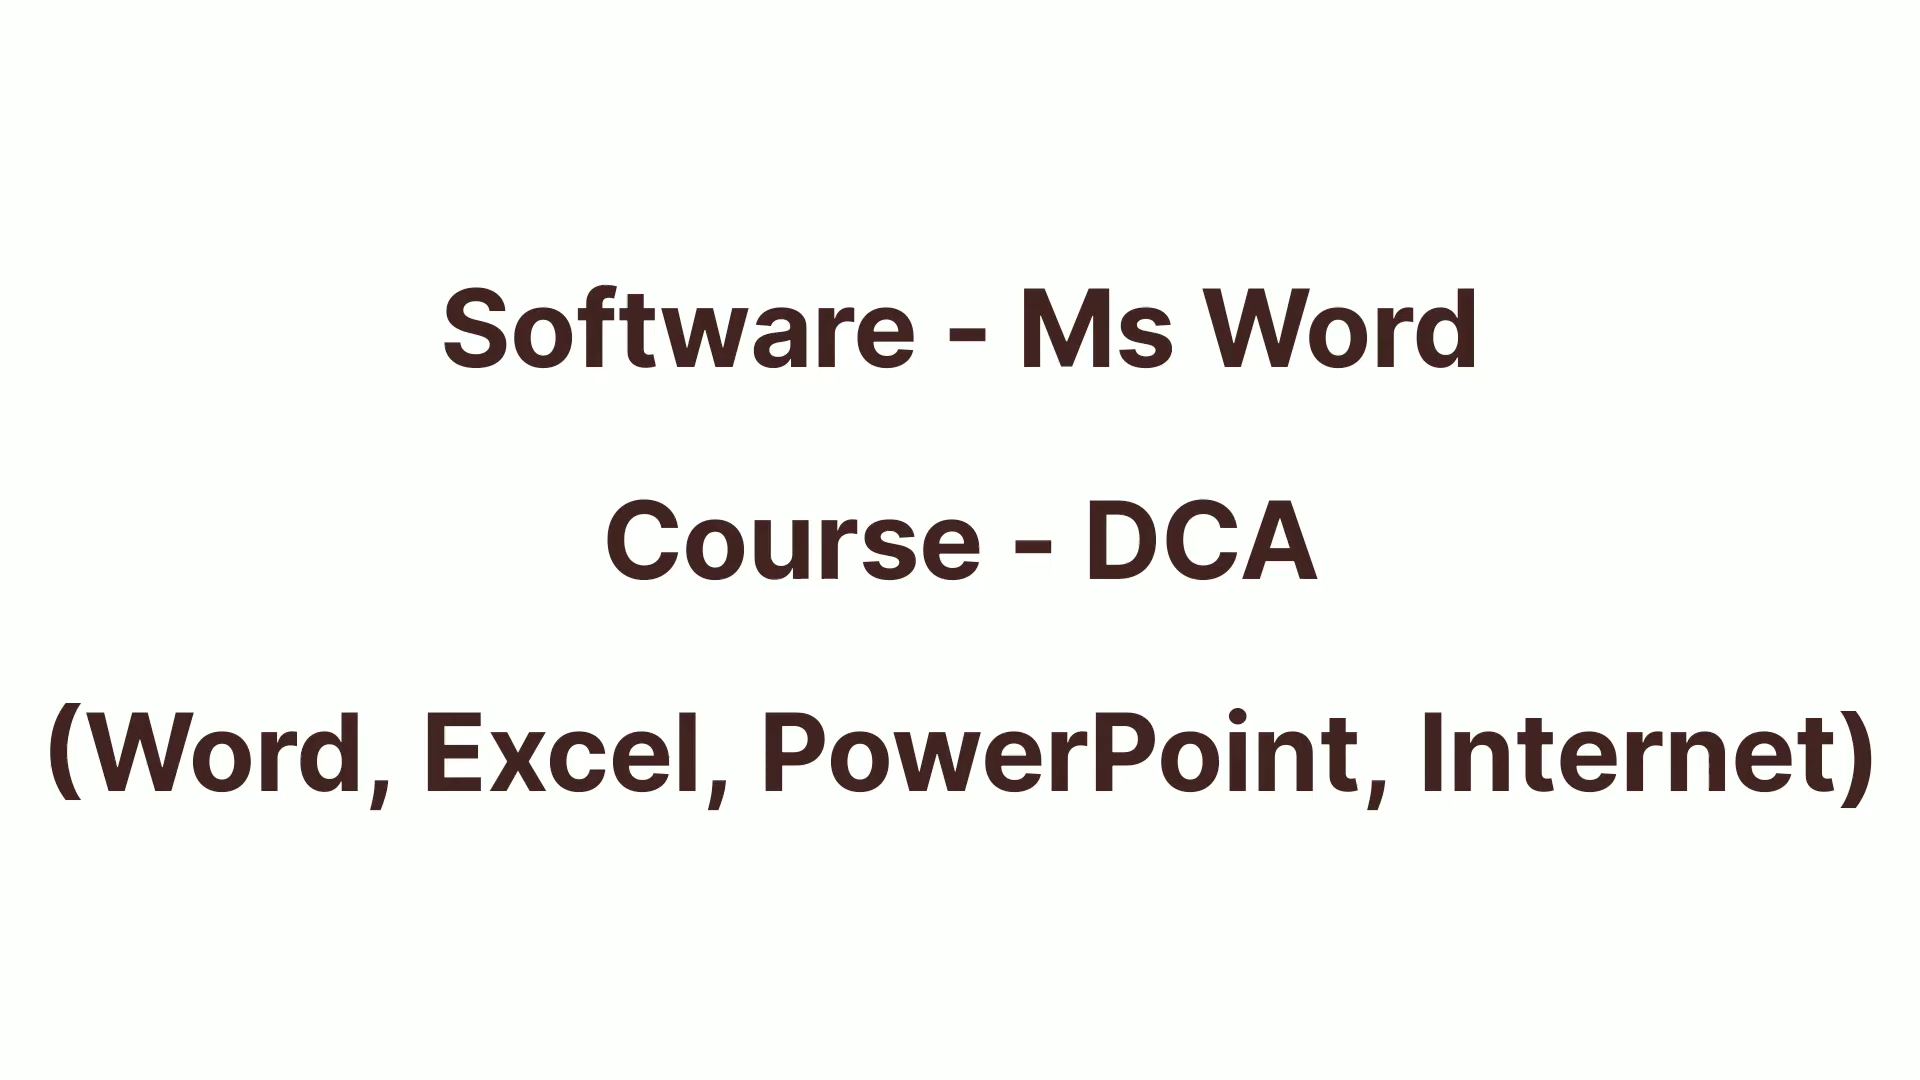 Software - Ms Word
Course - DCA
(Word, Excel, PowerPoint, Internet)